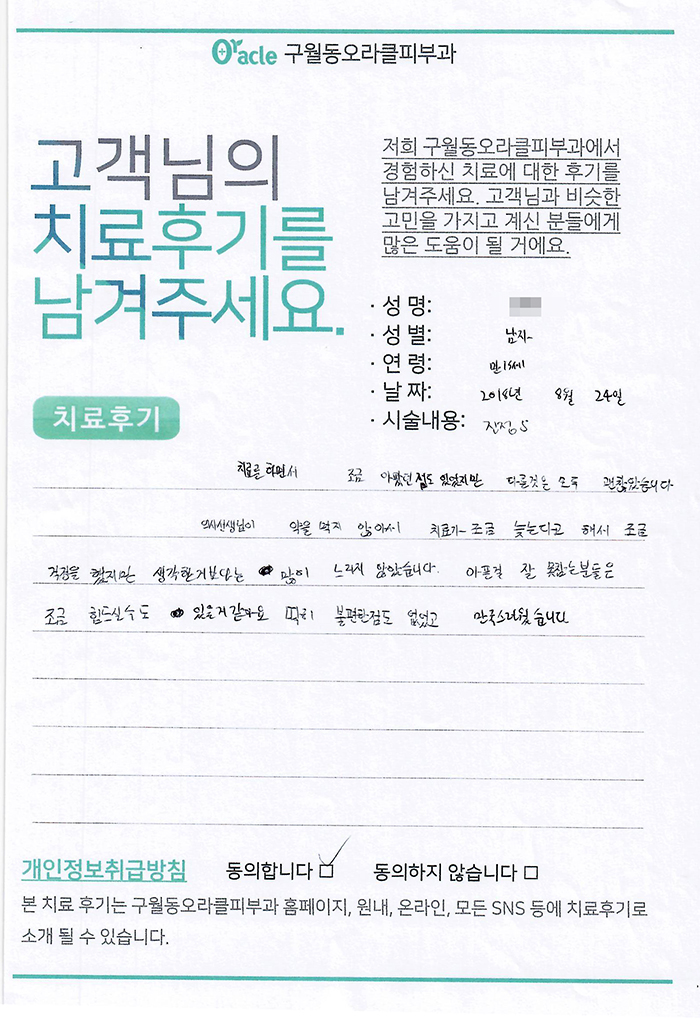 Oracle 구월동오라클피부과
고객님의
치료후기를
남겨주세요.
저희 구월동오라클피부과에서
경험하신 치료에 대한 후기를
남겨주세요. 고객님과 비슷한
고민을 가지고 계신 분들에게
많은 도움이 될 거에요.
· 성 명:
· 성 별: 남자
· 연 령: 만15세
· 날 짜: 2018년 8월 24일
· 시술내용:
치료후기
치료를 하면서 조금 아팠던 점도 있었지만 다른것은 모두 괜찮았습니다
의사선생님이 약을 먹지 않아서 치료가 조금 늦는다고 해서 조금
걱정을 했지만 생각한거보다는 많이 느리지 않았습니다. 아픈걸 잘 못참는분들은
조금 힘드실수도 있을거같아요 딱히 불편한점도 없었고 만족스러웠습니다
개인정보취급방침 동의합니다 동의하지 않습니다
본 치료 후기는 구월동오라클피부과 홈페이지, 원내, 온라인, 모든 SNS 등에 치료후기로
소개 될 수 있습니다.